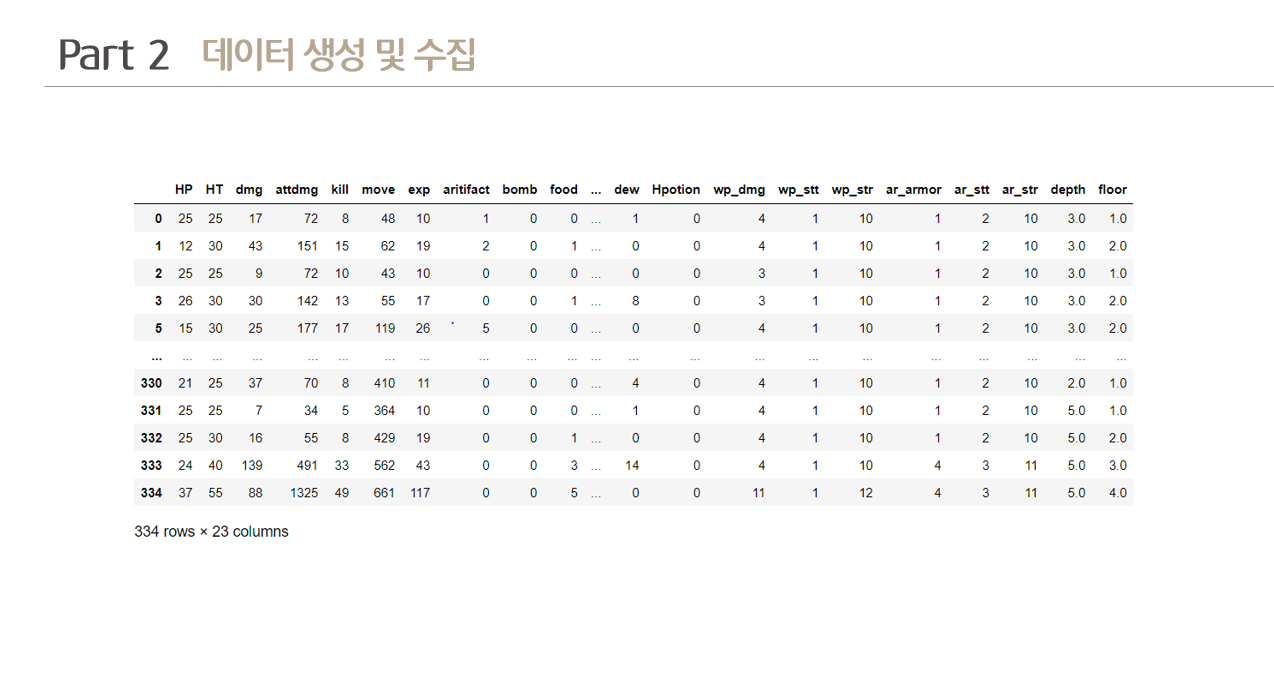 Part 2 데이터 생성 및 수집
HP HT dmg attdmg kill move exp aritifact bomb food ... dew Hpotion wp_dmg wp_stt wp_str ar_armor ar_stt ar_str depth floor
0 25 25 17 72 8 48 10 1 0 0 ... 1 0 4 1 10 1 2 10 3.0 1.0
1 12 30 43 151 15 62 19 2 0 1 ... 0 0 4 1 10 1 2 10 3.0 2.0
2 25 25 9 72 10 43 10 0 0 0 ... 0 0 3 1 10 1 2 10 3.0 1.0
3 26 30 30 142 13 55 17 0 0 1 ... 8 0 3 1 10 1 2 10 3.0 2.0
5 15 30 25 177 17 119 26 5 0 0 ... 0 0 4 1 10 1 2 10 3.0 2.0
... ... ... ... ... ... ... ... ... ... ... ... ... ... ... ... ... ... ... ... ... ...
330 21 25 37 70 8 410 11 0 0 0 ... 4 0 4 1 10 1 2 10 2.0 1.0
331 25 25 7 34 5 364 10 0 0 0 ... 1 0 4 1 10 1 2 10 5.0 1.0
332 25 30 16 55 8 429 19 0 0 1 ... 0 0 4 1 10 1 2 10 5.0 2.0
333 24 40 139 491 33 562 43 0 0 3 ... 14 0 4 1 10 4 3 11 5.0 3.0
334 37 55 88 1325 49 661 117 0 0 5 ... 0 0 11 1 12 4 3 11 5.0 4.0
334 rows × 23 columns